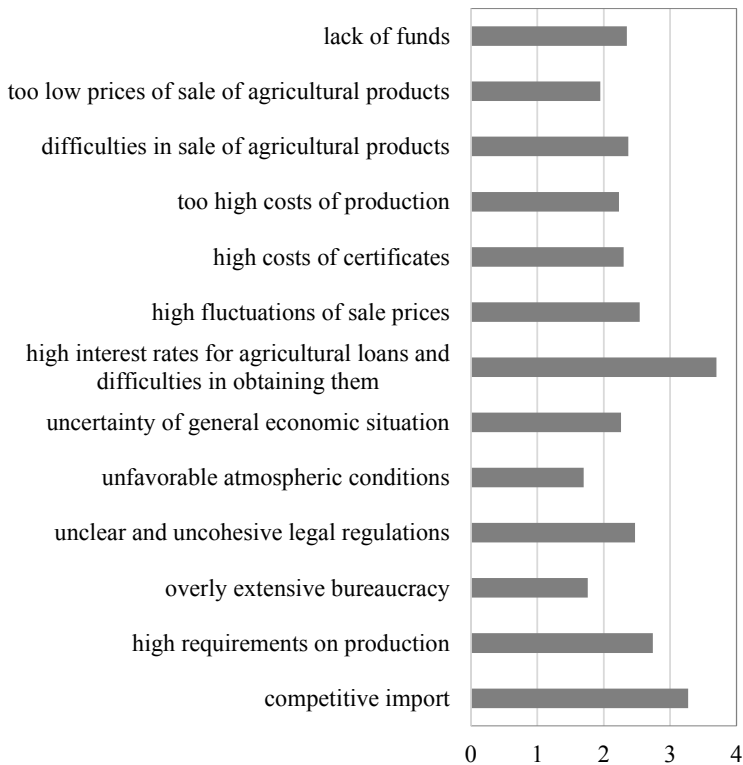 lack of funds
too low prices of sale of agricultural products
difficulties in sale of agricultural products
too high costs of production
high costs of certificates
high fluctuations of sale prices
high interest rates for agricultural loans and
difficulties in obtaining them
uncertainty of general economic situation
unfavorable atmospheric conditions
unclear and uncohesive legal regulations
overly extensive bureaucracy
high requirements on production
competitive import
0 1 2 3 4